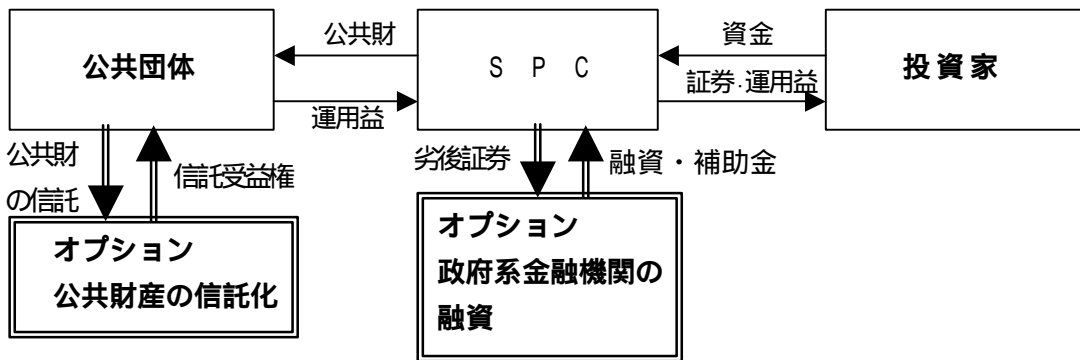 公共団体
公共財
運用益
S P C
資金
証券・運用益
投資家
公共財
の信託
信託受益権
劣後証券
融資・補助金
オプション
公共財産の信託化
オプション
政府系金融機関の
融資